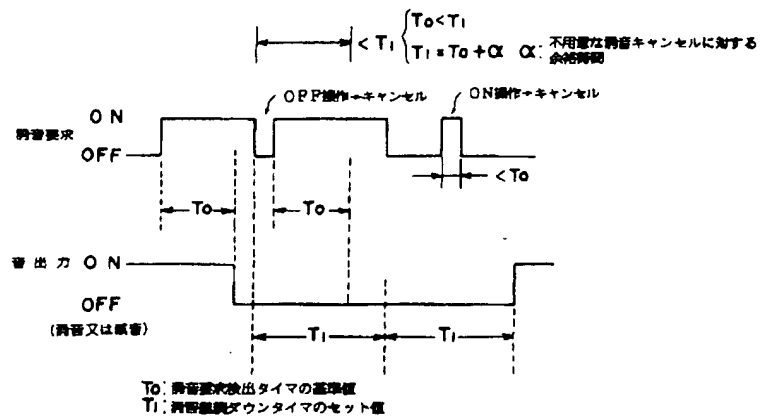 To<T1
<T1
T1=To+α α: 不用意な消音キャンセルに対する
余裕時間
OFF操作→キャンセル
ON操作→キャンセル
ON
消音要求
OFF
<To
To
To
音出力 ON
OFF
(消音又は減音)
T1
T1
To: 消音要求検出タイマの基準値
T1: 消音継続ダウンタイマのセット値